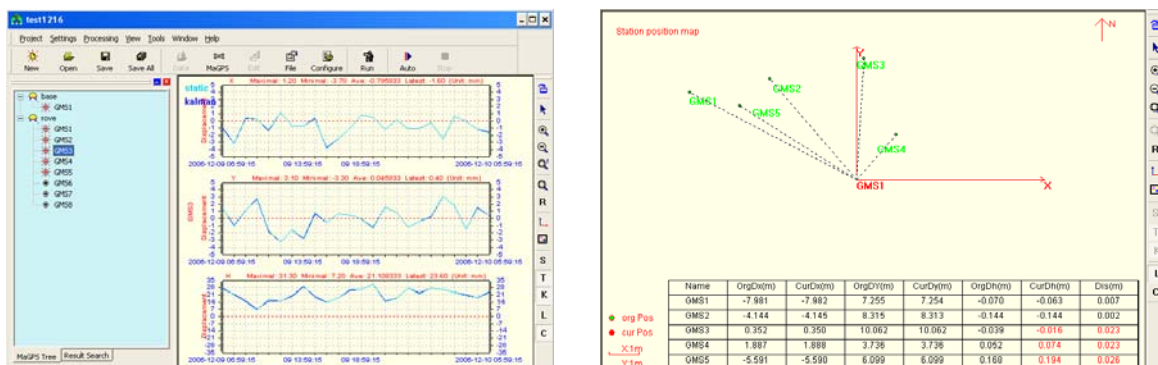 test1216
Project Settings Processing View Tools Window Help
New Open Save Save All Data MaGPS Edit File Configure Run Auto Stop
base
GMS1
rove
GMS1
GMS2
GMS3
GMS4
GMS5
GMS6
GMS7
GMS8
MaGPS Tree Result Search
X Maximal: 1.20 Minimal: -3.70 Ave: -0.795833 Latest: -1.60 (Unit: mm)
static
kalman
Displacement
2006-12-09 05:59:15 09 13:59:15 09 18:59:15 2006-12-10 05:59:15
Y Maximal: 3.10 Minimal: -3.30 Ave: 0.045833 Latest: 0.40 (Unit: mm)
GMS3
Displacement
2006-12-09 05:59:15 09 13:59:15 09 18:59:15 2006-12-10 05:59:15
H Maximal: 31.30 Minimal: 7.20 Ave: 21.108333 Latest: 23.60 (Unit: mm)
Displacement
2006-12-09 05:59:15 09 13:59:15 09 18:59:15 2006-12-10 05:59:15
R
S
T
K
L
C
Station position map
N
Y
GMS3
GMS2
GMS1
GMS5
GMS4
GMS1
X
org Pos
cur Pos
X:1m
Y:1m
Name OrgDx(m) CurDx(m) OrgDY(m) CurDy(m) OrgDh(m) CurDh(m) Dis(m)
GMS1 -7.981 -7.982 7.255 7.254 -0.070 -0.063 0.007
GMS2 -4.144 -4.145 8.315 8.313 -0.144 -0.144 0.002
GMS3 0.352 0.350 10.062 10.062 -0.039 -0.016 0.023
GMS4 1.887 1.888 3.736 3.736 0.052 0.074 0.023
GMS5 -5.591 -5.590 6.099 6.099 0.168 0.194 0.026
R
S
T
K
L
C